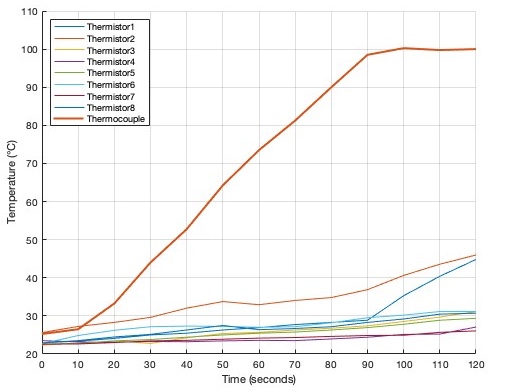 110
100
90
80
70
60
50
40
30
20
Temperature (°C)
Thermistor1
Thermistor2
Thermistor3
Thermistor4
Thermistor5
Thermistor6
Thermistor7
Thermistor8
Thermocouple
0 10 20 30 40 50 60 70 80 90 100 110 120
Time (seconds)